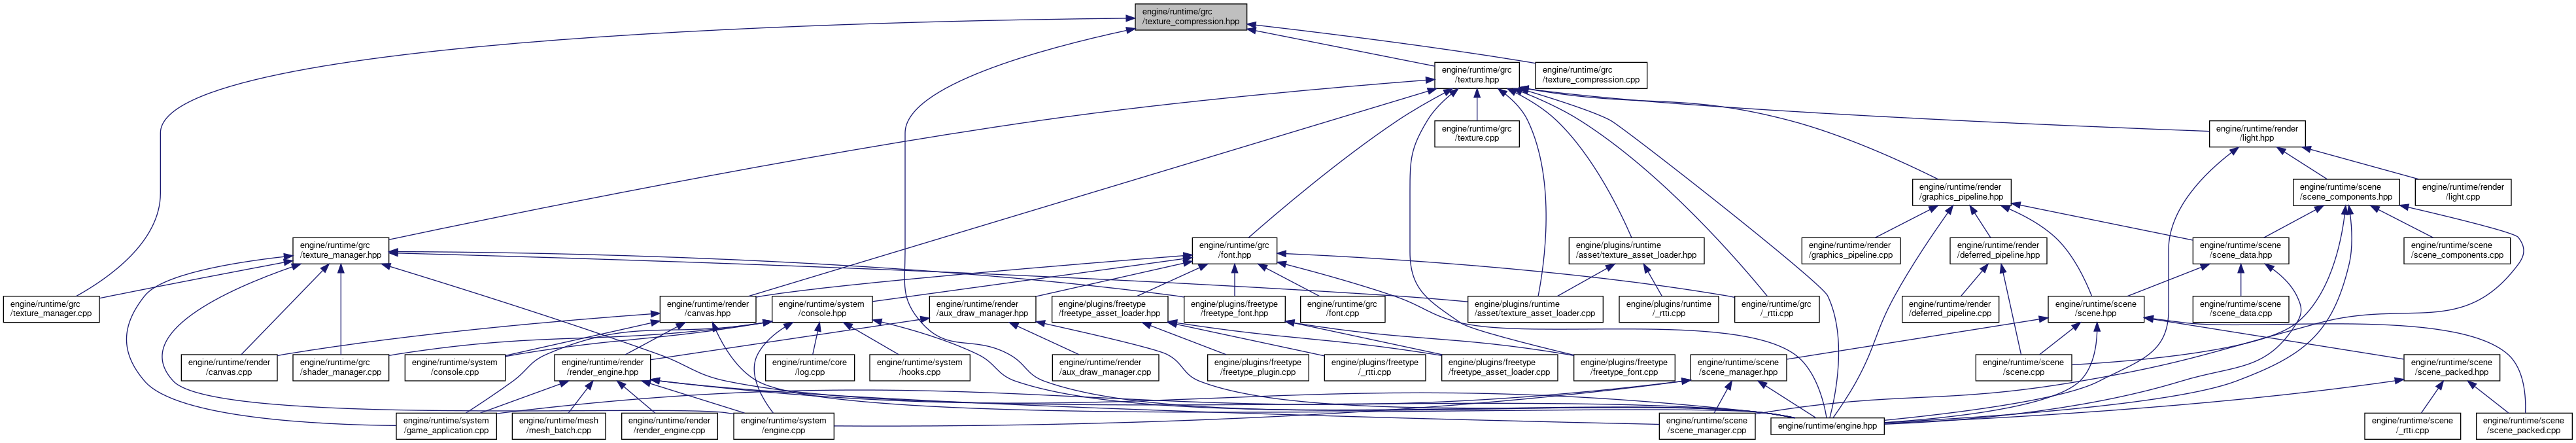 engine/runtime/grc
/texture_compression.hpp
engine/runtime/grc
/texture.hpp
engine/runtime/grc
/texture_compression.cpp
engine/runtime/grc
/texture.cpp
engine/runtime/render
/light.hpp
engine/runtime/render
/graphics_pipeline.hpp
engine/runtime/scene
/scene_components.hpp
engine/runtime/render
/light.cpp
engine/runtime/grc
/texture_manager.hpp
engine/runtime/grc
/font.hpp
engine/plugins/runtime
/asset/texture_asset_loader.hpp
engine/runtime/render
/graphics_pipeline.cpp
engine/runtime/render
/deferred_pipeline.hpp
engine/runtime/scene
/scene_data.hpp
engine/runtime/scene
/scene_components.cpp
engine/runtime/grc
/texture_manager.cpp
engine/runtime/render
/canvas.hpp
engine/runtime/system
/console.hpp
engine/runtime/render
/aux_draw_manager.hpp
engine/plugins/freetype
/freetype_asset_loader.hpp
engine/plugins/freetype
/freetype_font.hpp
engine/runtime/grc
/font.cpp
engine/plugins/runtime
/asset/texture_asset_loader.cpp
engine/plugins/runtime
/_rtti.cpp
engine/runtime/grc
/_rtti.cpp
engine/runtime/render
/deferred_pipeline.cpp
engine/runtime/scene
/scene.hpp
engine/runtime/scene
/scene_data.cpp
engine/runtime/render
/canvas.cpp
engine/runtime/grc
/shader_manager.cpp
engine/runtime/system
/console.cpp
engine/runtime/render
/render_engine.hpp
engine/runtime/core
/log.cpp
engine/runtime/system
/hooks.cpp
engine/runtime/render
/aux_draw_manager.cpp
engine/plugins/freetype
/freetype_plugin.cpp
engine/plugins/freetype
/_rtti.cpp
engine/plugins/freetype
/freetype_asset_loader.cpp
engine/plugins/freetype
/freetype_font.cpp
engine/runtime/scene
/scene_manager.hpp
engine/runtime/scene
/scene.cpp
engine/runtime/scene
/scene_packed.hpp
engine/runtime/system
/game_application.cpp
engine/runtime/mesh
/mesh_batch.cpp
engine/runtime/render
/render_engine.cpp
engine/runtime/system
/engine.cpp
engine/runtime/scene
/scene_manager.cpp
engine/runtime/engine.hpp
engine/runtime/scene
/_rtti.cpp
engine/runtime/scene
/scene_packed.cpp